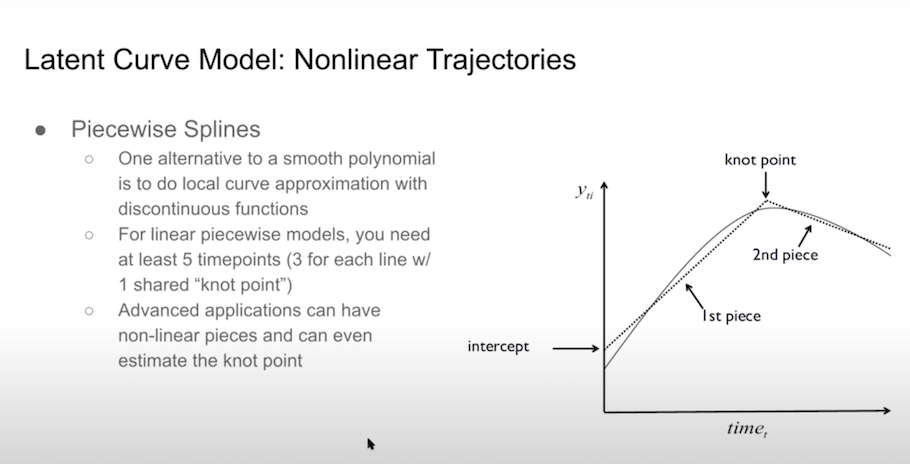 Latent Curve Model: Nonlinear Trajectories
● Piecewise Splines
○ One alternative to a smooth polynomial
is to do local curve approximation with
discontinuous functions
○ For linear piecewise models, you need
at least 5 timepoints (3 for each line w/
1 shared “knot point”)
○ Advanced applications can have
non-linear pieces and can even
estimate the knot point
knot point
y_ti
2nd piece
1st piece
intercept
time_t